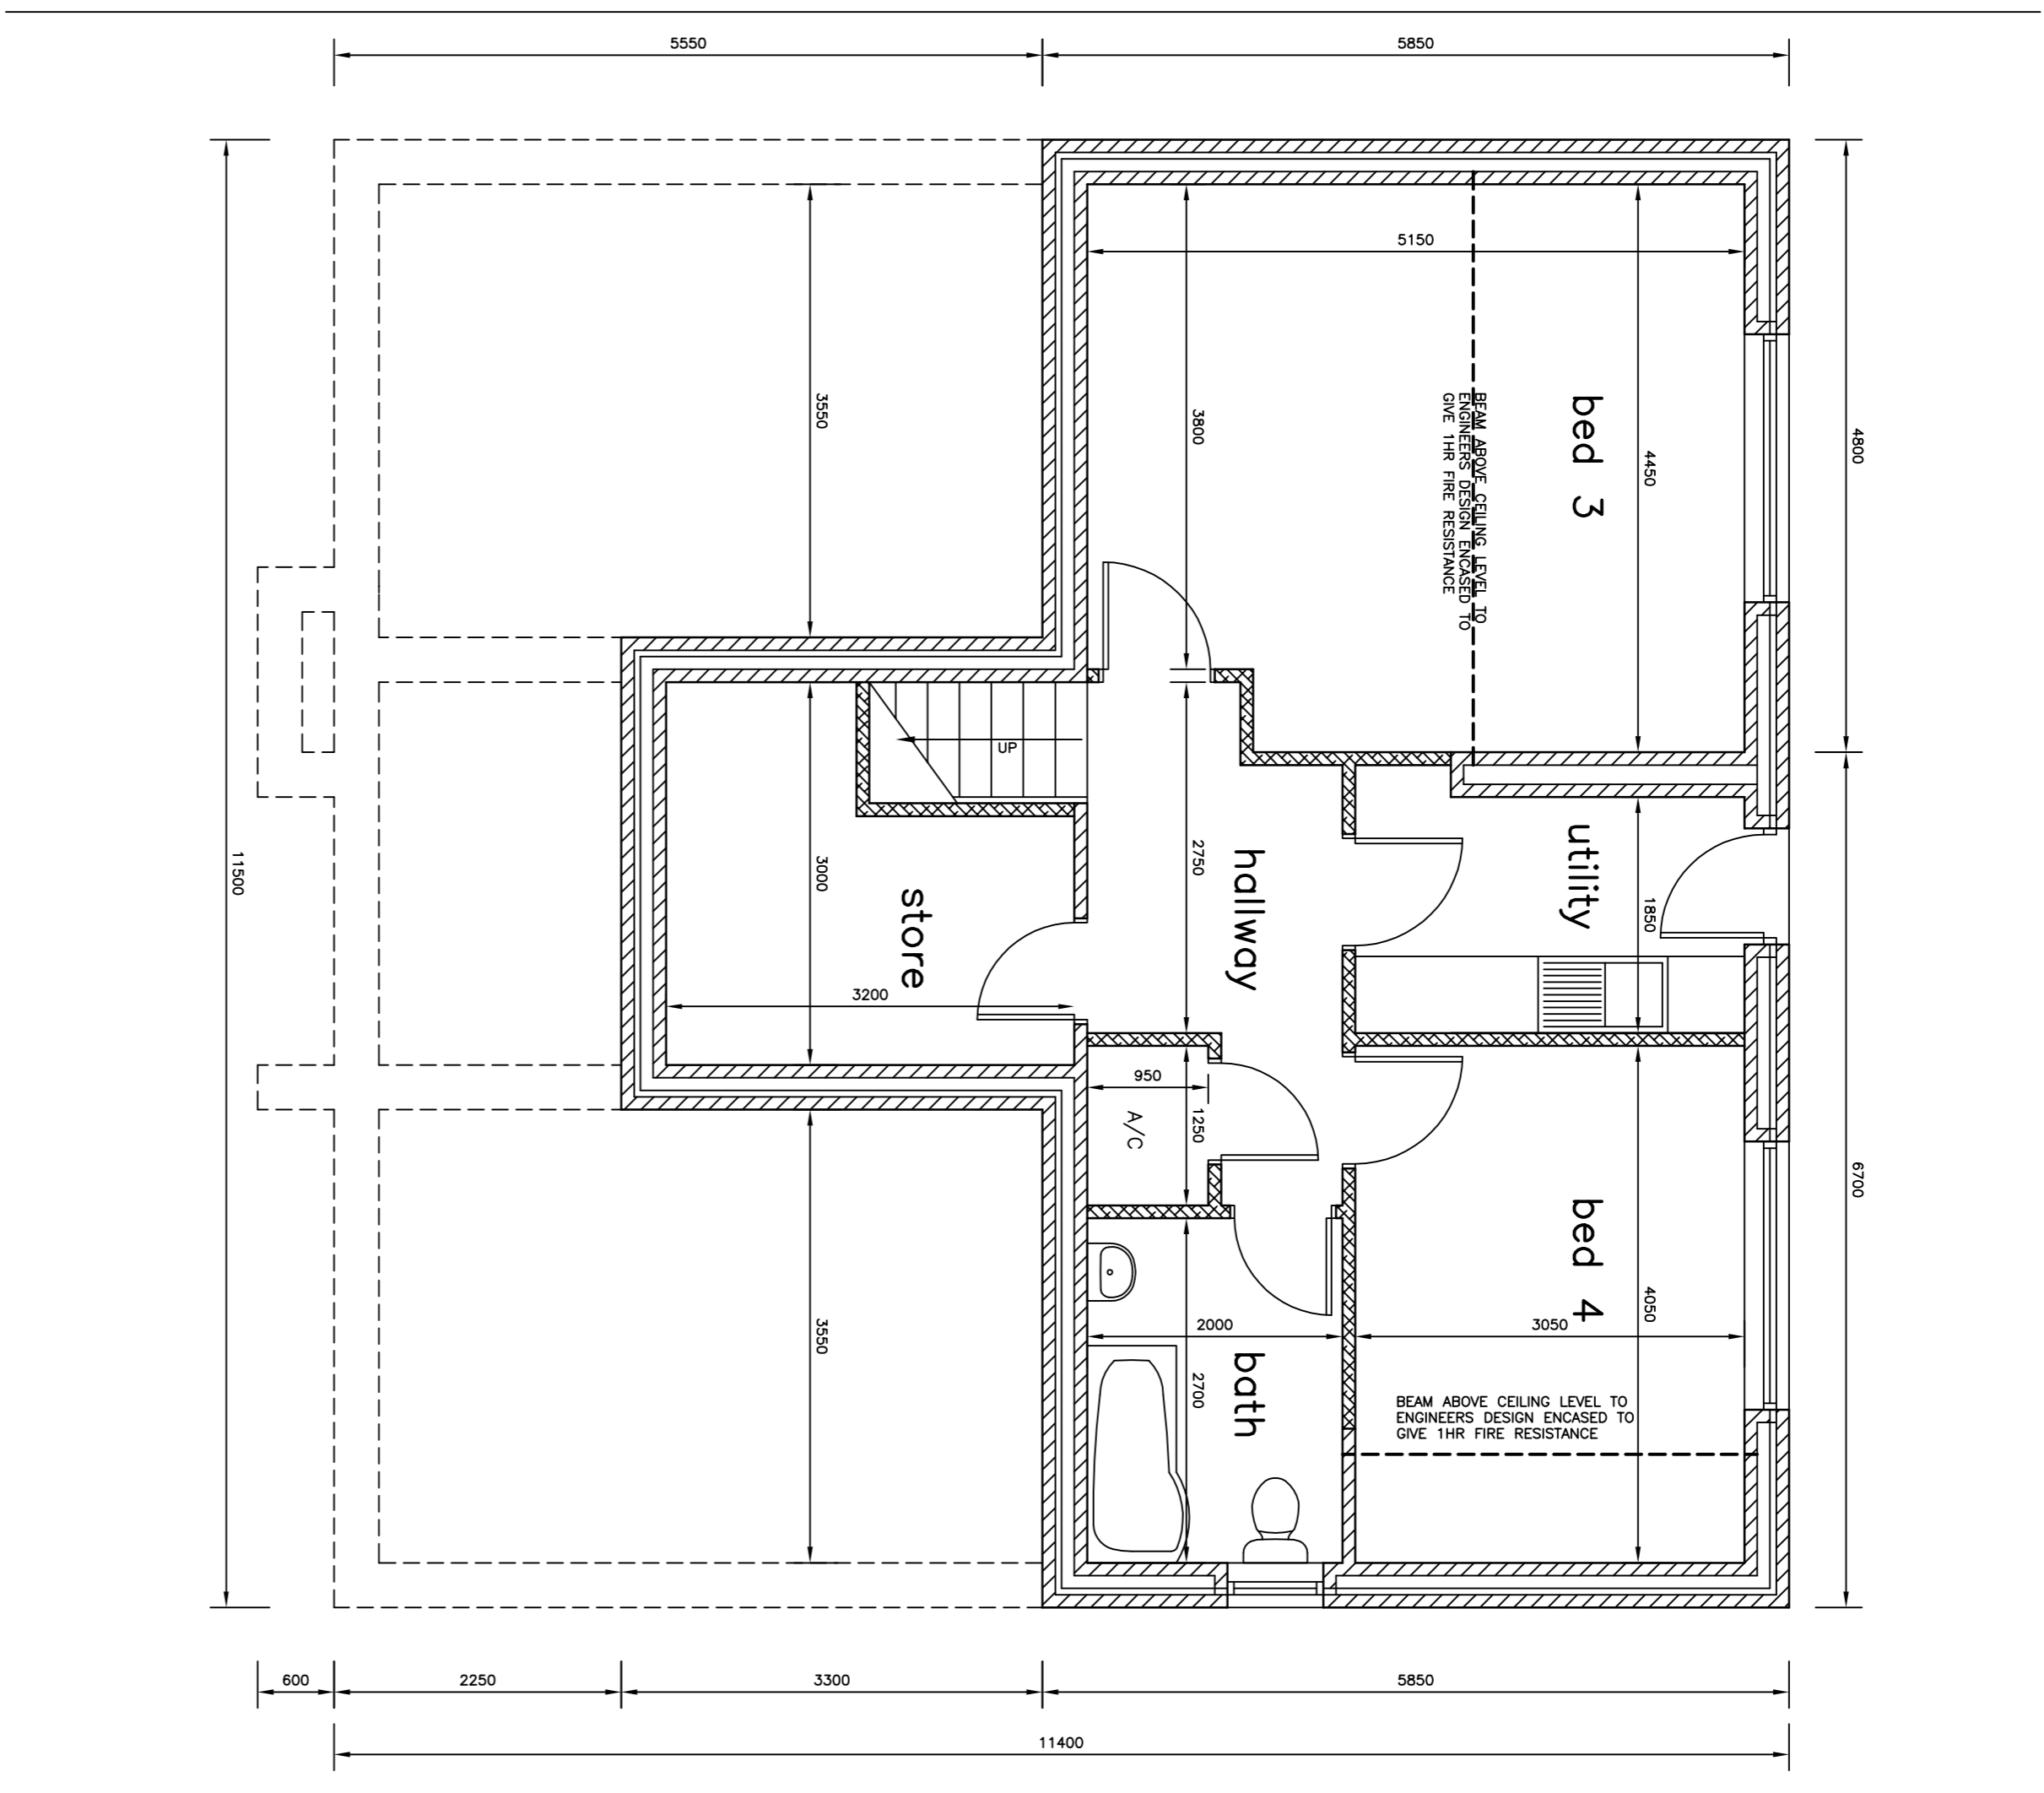 5550
5850
5150
3550
3800
4450
4800
bed 3
BEAM ABOVE CEILING LEVEL TO
ENGINEERS DESIGN ENCASED TO
GIVE 1HR FIRE RESISTANCE
UP
11500
3000
2750
1850
store
hallway
utility
3200
950
1250
A/C
6700
bed 4
4050
2000
3050
3550
2700
bath
BEAM ABOVE CEILING LEVEL TO
ENGINEERS DESIGN ENCASED TO
GIVE 1HR FIRE RESISTANCE
600
2250
3300
5850
11400